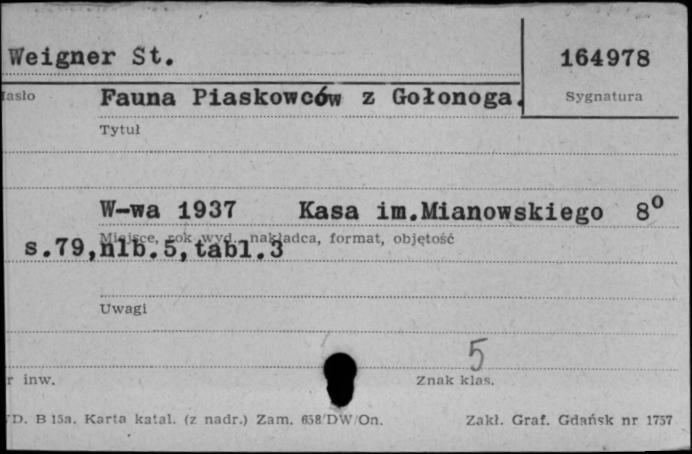 Weigner St.
164978
Hasło
Fauna Piaskowców z Gołonoga.
Sygnatura
Tytuł
W-wa 1937 Kasa im.Mianowskiego 8°
Miejsce, rok wyd., nakładca, format, objętość
s.79,nlb.5,tabl.3
Uwagi
5
r inw.
Znak klas.
D. B 15a. Karta katal. (z nadr.) Zam. 658/DW/On.
Zakł. Graf. Gdańsk nr 1757